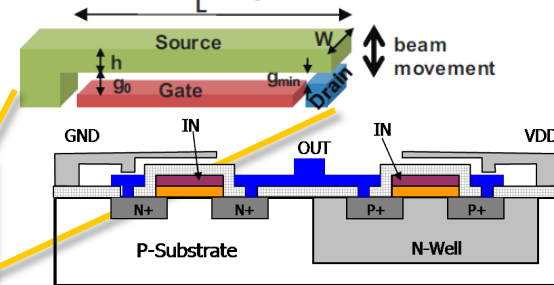 L
Source
W
h
g0
Gate
gmin
Drain
beam
movement
GND
IN
OUT
IN
VDD
N+
N+
P+
P+
P-Substrate
N-Well